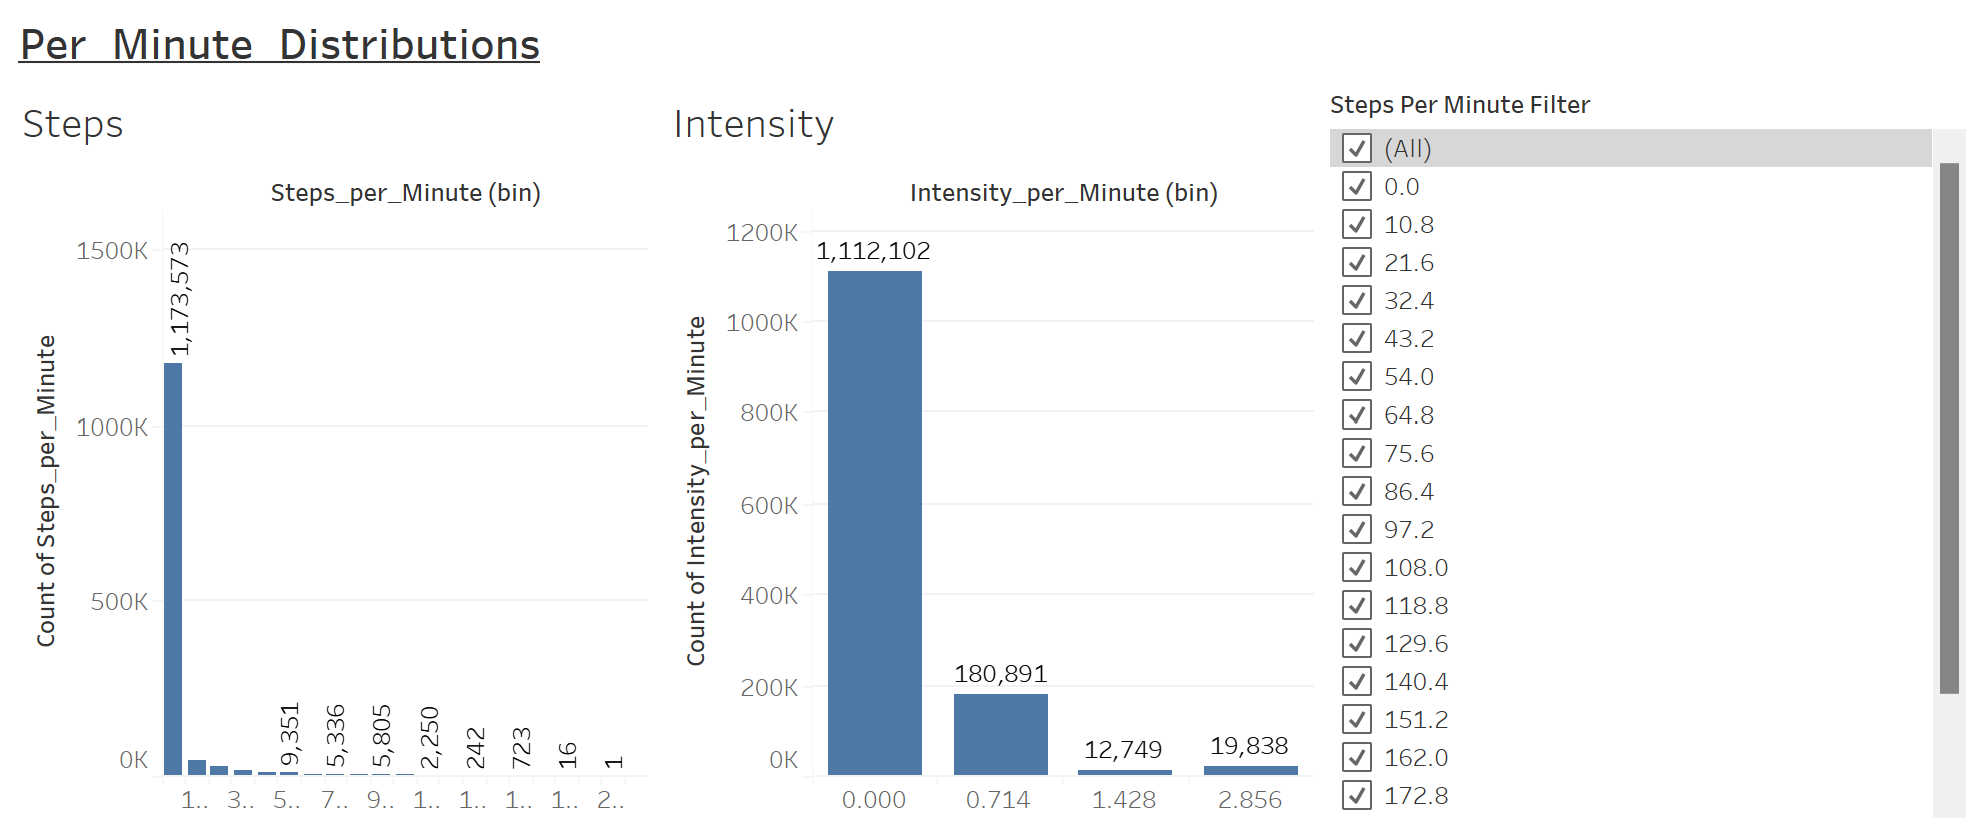 Per_Minute_Distributions
Steps
Steps_per_Minute (bin)
Count of Steps_per_Minute
1500K
1000K
500K
0K
1,173,573
9,351
5,336
5,805
2,250
242
723
16
1
1..
3..
5..
7..
9..
1..
1..
1..
1..
2..
Intensity
Intensity_per_Minute (bin)
Count of Intensity_per_Minute
1200K
1000K
800K
600K
400K
200K
0K
1,112,102
180,891
12,749
19,838
0.000
0.714
1.428
2.856
Steps Per Minute Filter
(All)
0.0
10.8
21.6
32.4
43.2
54.0
64.8
75.6
86.4
97.2
108.0
118.8
129.6
140.4
151.2
162.0
172.8